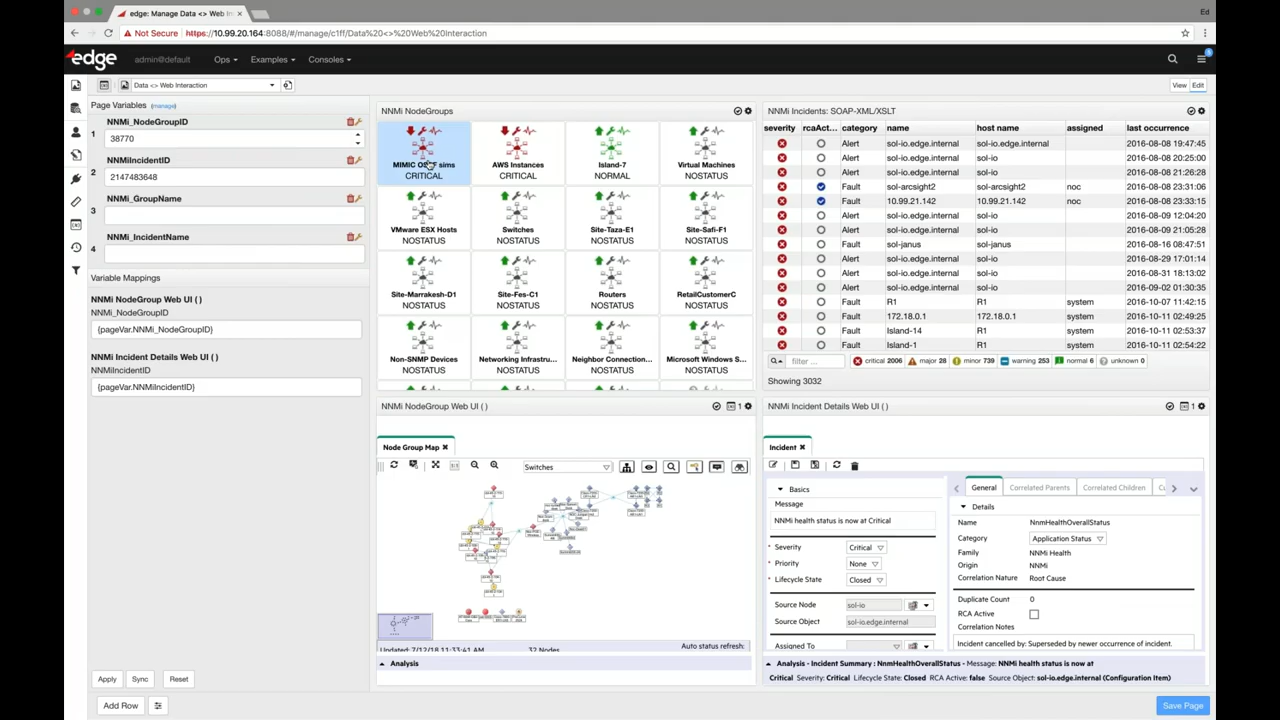 edge: Manage Data <> Web In
Ed
Not Secure
https://10.99.20.164:8088/#/manage/c1ff/Data%20<>%20Web%20Interaction
edge
admin@default
Ops
Examples
Consoles
Data <> Web Interaction
View
Edit
Page Variables (manage)
1
NNMi_NodeGroupID
38770
2
NNMiIncidentID
2147483648
3
NNMi_GroupName
4
NNMi_IncidentName
Variable Mappings
NNMi NodeGroup Web UI ( )
NNMi_NodeGroupID
{pageVar.NNMi_NodeGroupID}
NNMi Incident Details Web UI ( )
NNMiIncidentID
{pageVar.NNMiIncidentID}
Apply
Sync
Reset
Add Row
NNMi NodeGroups
MIMIC OSPF sims
CRITICAL
AWS Instances
CRITICAL
Island-7
NORMAL
Virtual Machines
NOSTATUS
VMware ESX Hosts
NOSTATUS
Switches
NOSTATUS
Site-Taza-E1
NOSTATUS
Site-Safi-F1
NOSTATUS
Site-Marrakesh-D1
NOSTATUS
Site-Fes-C1
NOSTATUS
Routers
NOSTATUS
RetailCustomerC
NOSTATUS
Non-SNMP Devices
NOSTATUS
Networking Infrastru...
NOSTATUS
Neighbor Connection...
NOSTATUS
Microsoft Windows S...
NOSTATUS
NNMi Incidents: SOAP-XML/XSLT
severity rcaAct... category name host name assigned last occurrence
Alert sol-io.edge.internal sol-io.edge.internal 2016-08-08 19:47:45
Alert sol-io.edge.internal sol-io 2016-08-08 20:25:00
Alert sol-io.edge.internal sol-io 2016-08-08 21:26:28
Fault sol-arcsight2 sol-arcsight2 noc 2016-08-08 23:31:06
Fault 10.99.21.142 10.99.21.142 noc 2016-08-08 23:33:15
Alert sol-io.edge.internal sol-io 2016-08-09 12:04:20
Alert sol-io.edge.internal sol-io 2016-08-09 21:05:28
Fault sol-janus sol-janus 2016-08-16 08:47:51
Alert sol-io.edge.internal sol-io 2016-08-29 17:01:14
Alert sol-io.edge.internal sol-io 2016-08-31 18:13:02
Alert sol-io.edge.internal sol-io 2016-09-02 01:30:35
Fault R1 R1 system 2016-10-07 11:42:15
Fault 172.18.0.1 172.18.0.1 system 2016-10-11 02:49:25
Fault Island-14 R1 system 2016-10-11 02:53:37
Fault Island-1 R1 system 2016-10-11 02:54:22
filter ...
critical 2006 major 28 minor 739 warning 253 normal 6 unknown 0
Showing 3032
NNMi NodeGroup Web UI ( )
1
Node Group Map
Switches
Updated: 7/12/18 11:33:41 AM
32 Nodes
Auto status refresh:
Analysis
NNMi Incident Details Web UI ( )
1
Incident
Basics
Message
NNMi health status is now at Critical
* Severity Critical
* Priority None
* Lifecycle State Closed
Source Node sol-io
Source Object sol-io.edge.internal
Assigned To
General
Correlated Parents
Correlated Children
Details
Name NnmHealthOverallStatus
Category Application Status
Family NNMi Health
Origin NNMi
Correlation Nature Root Cause
Duplicate Count 0
RCA Active
Correlation Notes
Incident cancelled by: Superseded by newer occurrence of incident.
Analysis - Incident Summary : NnmHealthOverallStatus - Message: NNMi health status is now at
Critical Severity: Critical Lifecycle State: Closed RCA Active: false Source Object: sol-io.edge.internal (Configuration Item)
Save Page